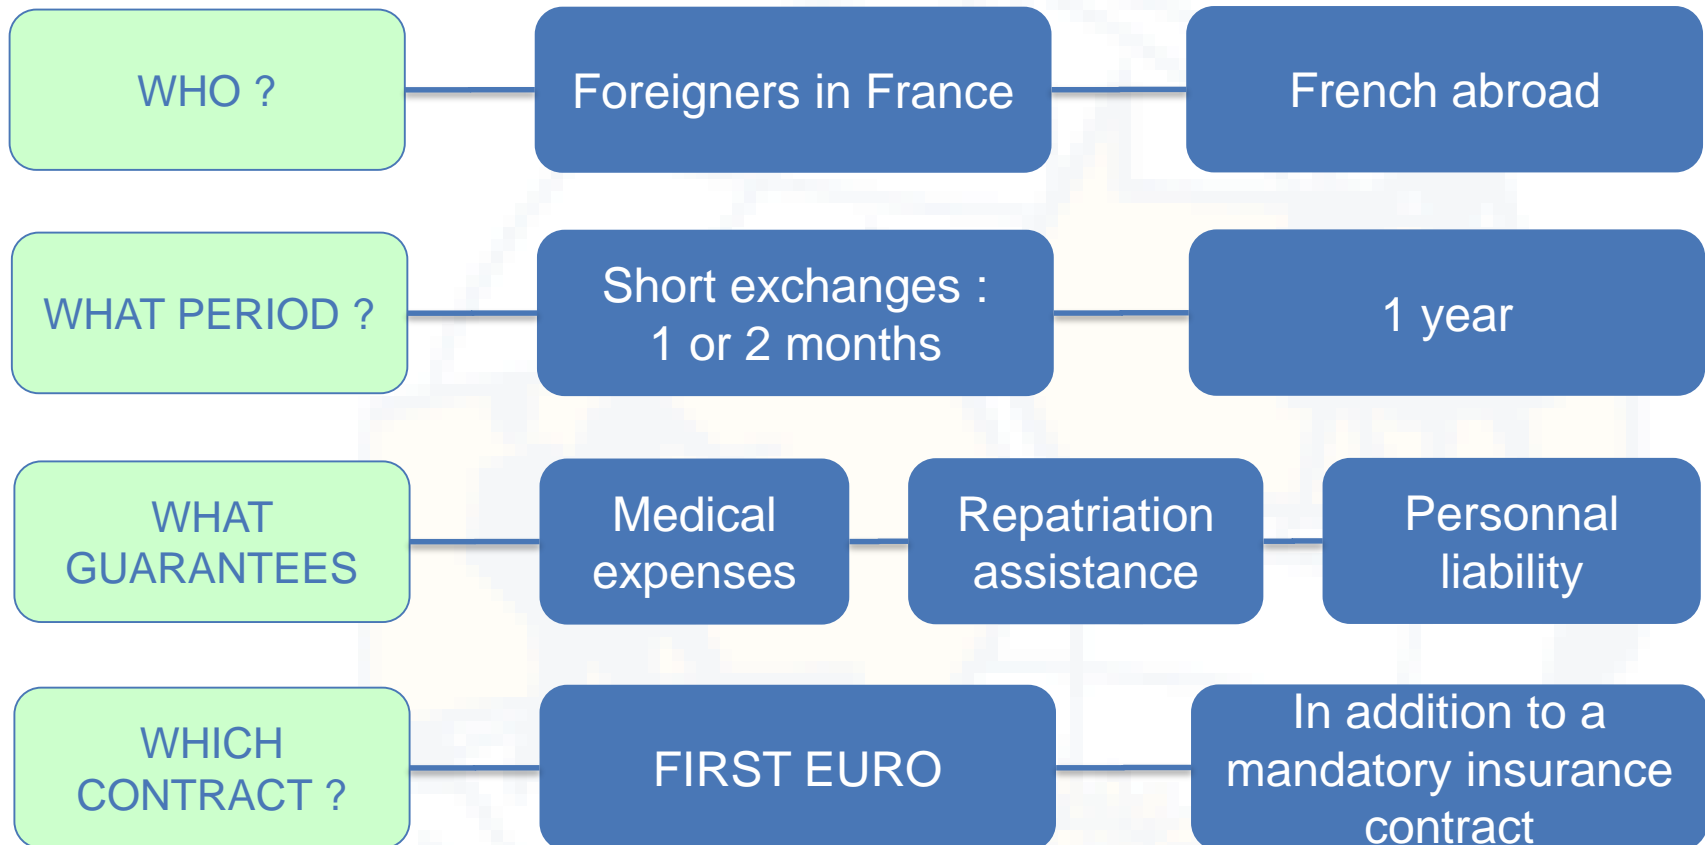 WHO ?
Foreigners in France
French abroad
WHAT PERIOD ?
Short exchanges :
1 or 2 months
1 year
WHAT
GUARANTEES
Medical
expenses
Repatriation
assistance
Personnal
liability
WHICH
CONTRACT ?
FIRST EURO
In addition to a
mandatory insurance
contract